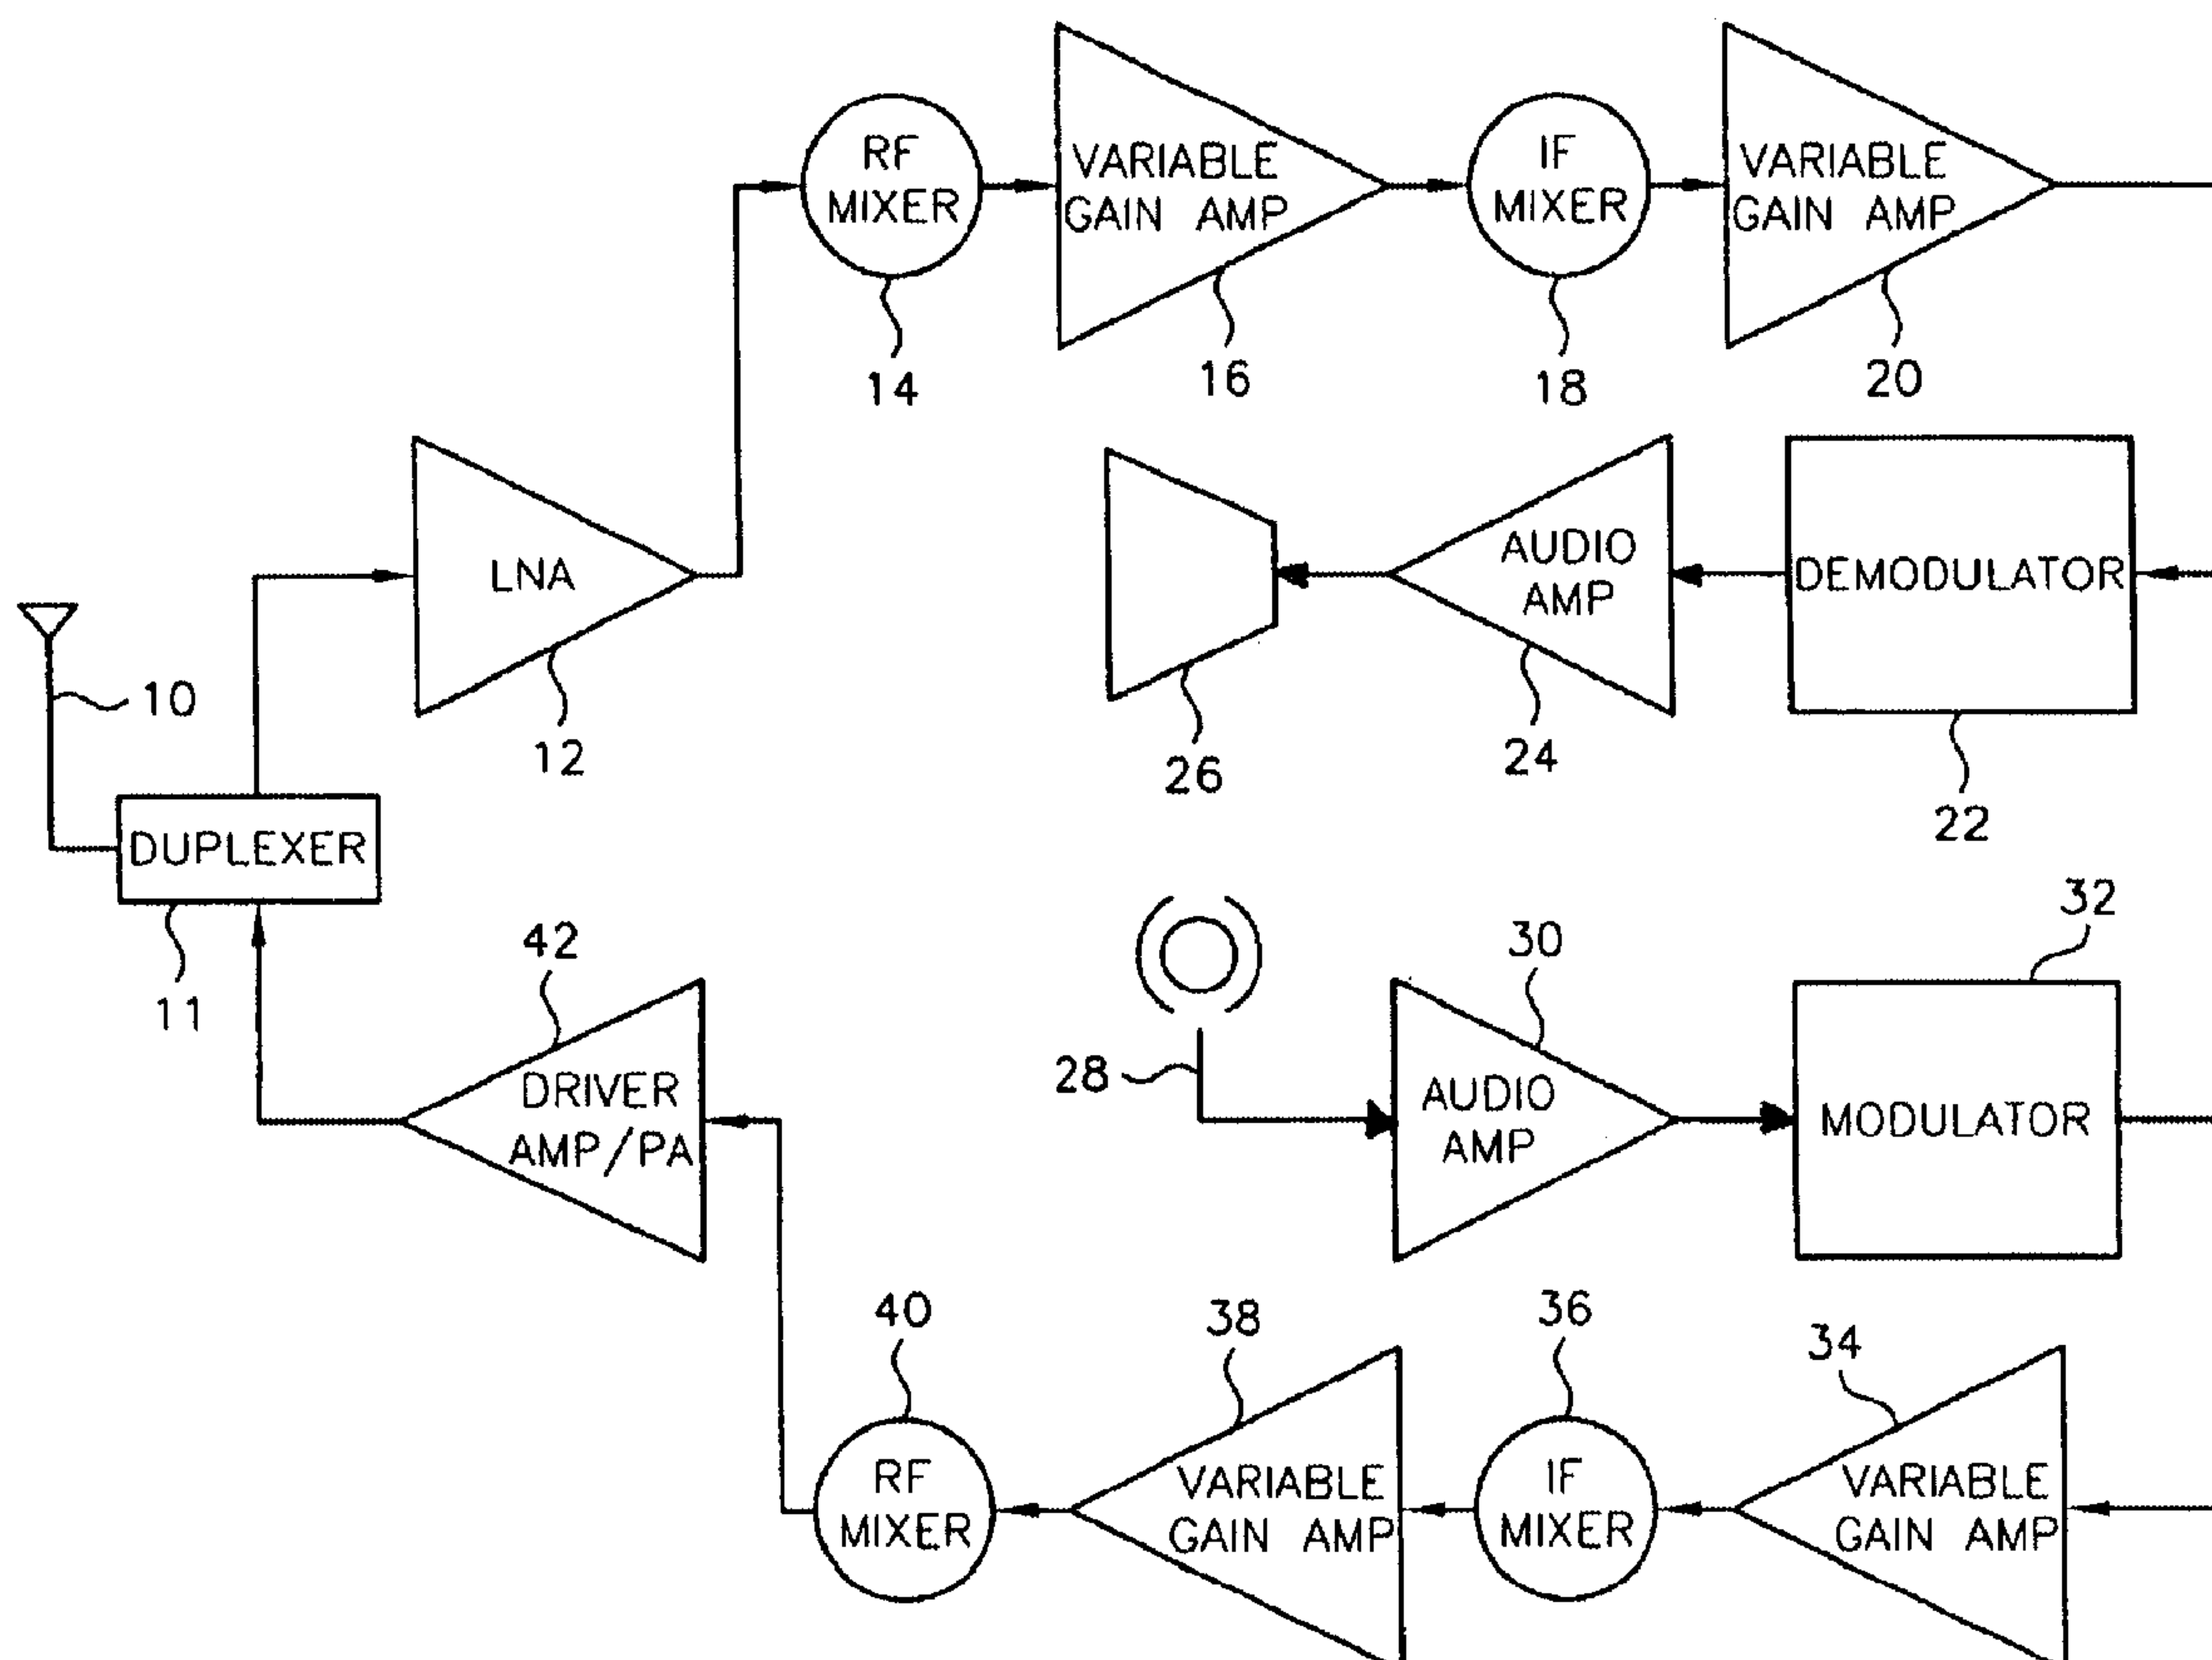 RF
MIXER
14
VARIABLE
GAIN AMP
16
IF
MIXER
18
VARIABLE
GAIN AMP
20
10
LNA
12
26
AUDIO
AMP
24
DEMODULATOR
22
DUPLEXER
11
42
DRIVER
AMP/PA
28
30
AUDIO
AMP
32
MODULATOR
40
RF
MIXER
38
VARIABLE
GAIN AMP
36
IF
MIXER
34
VARIABLE
GAIN AMP